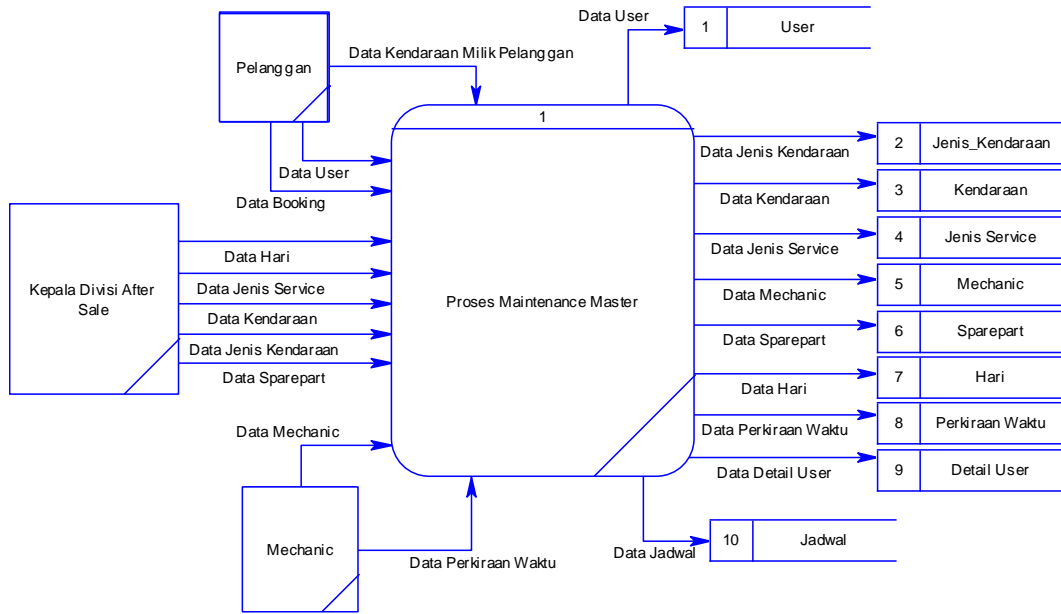 Data User
1 User
Pelanggan
Data Kendaraan Milik Pelanggan
1
Data User
Data Booking
Data Jenis Kendaraan
2 Jenis_Kendaraan
Data Kendaraan
3 Kendaraan
Data Jenis Service
4 Jenis Service
Data Mechanic
5 Mechanic
Data Sparepart
6 Sparepart
Data Hari
7 Hari
Data Perkiraan Waktu
8 Perkiraan Waktu
Data Detail User
9 Detail User
Kepala Divisi After
Sale
Data Hari
Data Jenis Service
Data Kendaraan
Data Jenis Kendaraan
Data Sparepart
Proses Maintenance Master
Data Mechanic
Mechanic
Data Perkiraan Waktu
Data Jadwal
10 Jadwal